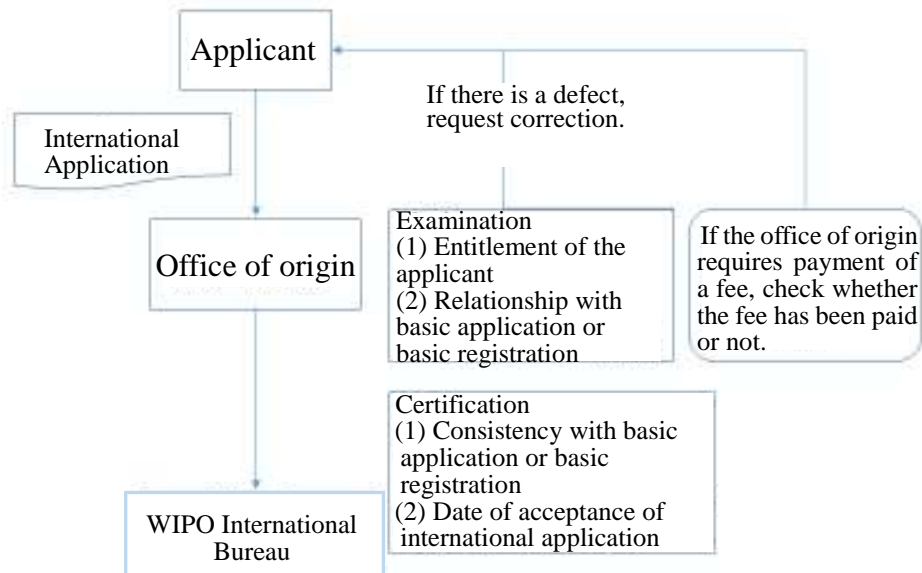 Applicant
If there is a defect,
request correction.
International
Application
Office of origin
Examination
(1) Entitlement of the
applicant
(2) Relationship with
basic application or
basic registration
If the office of origin
requires payment of
a fee, check whether
the fee has been paid
or not.
Certification
(1) Consistency with basic
application or basic
registration
(2) Date of acceptance of
international application
WIPO International
Bureau